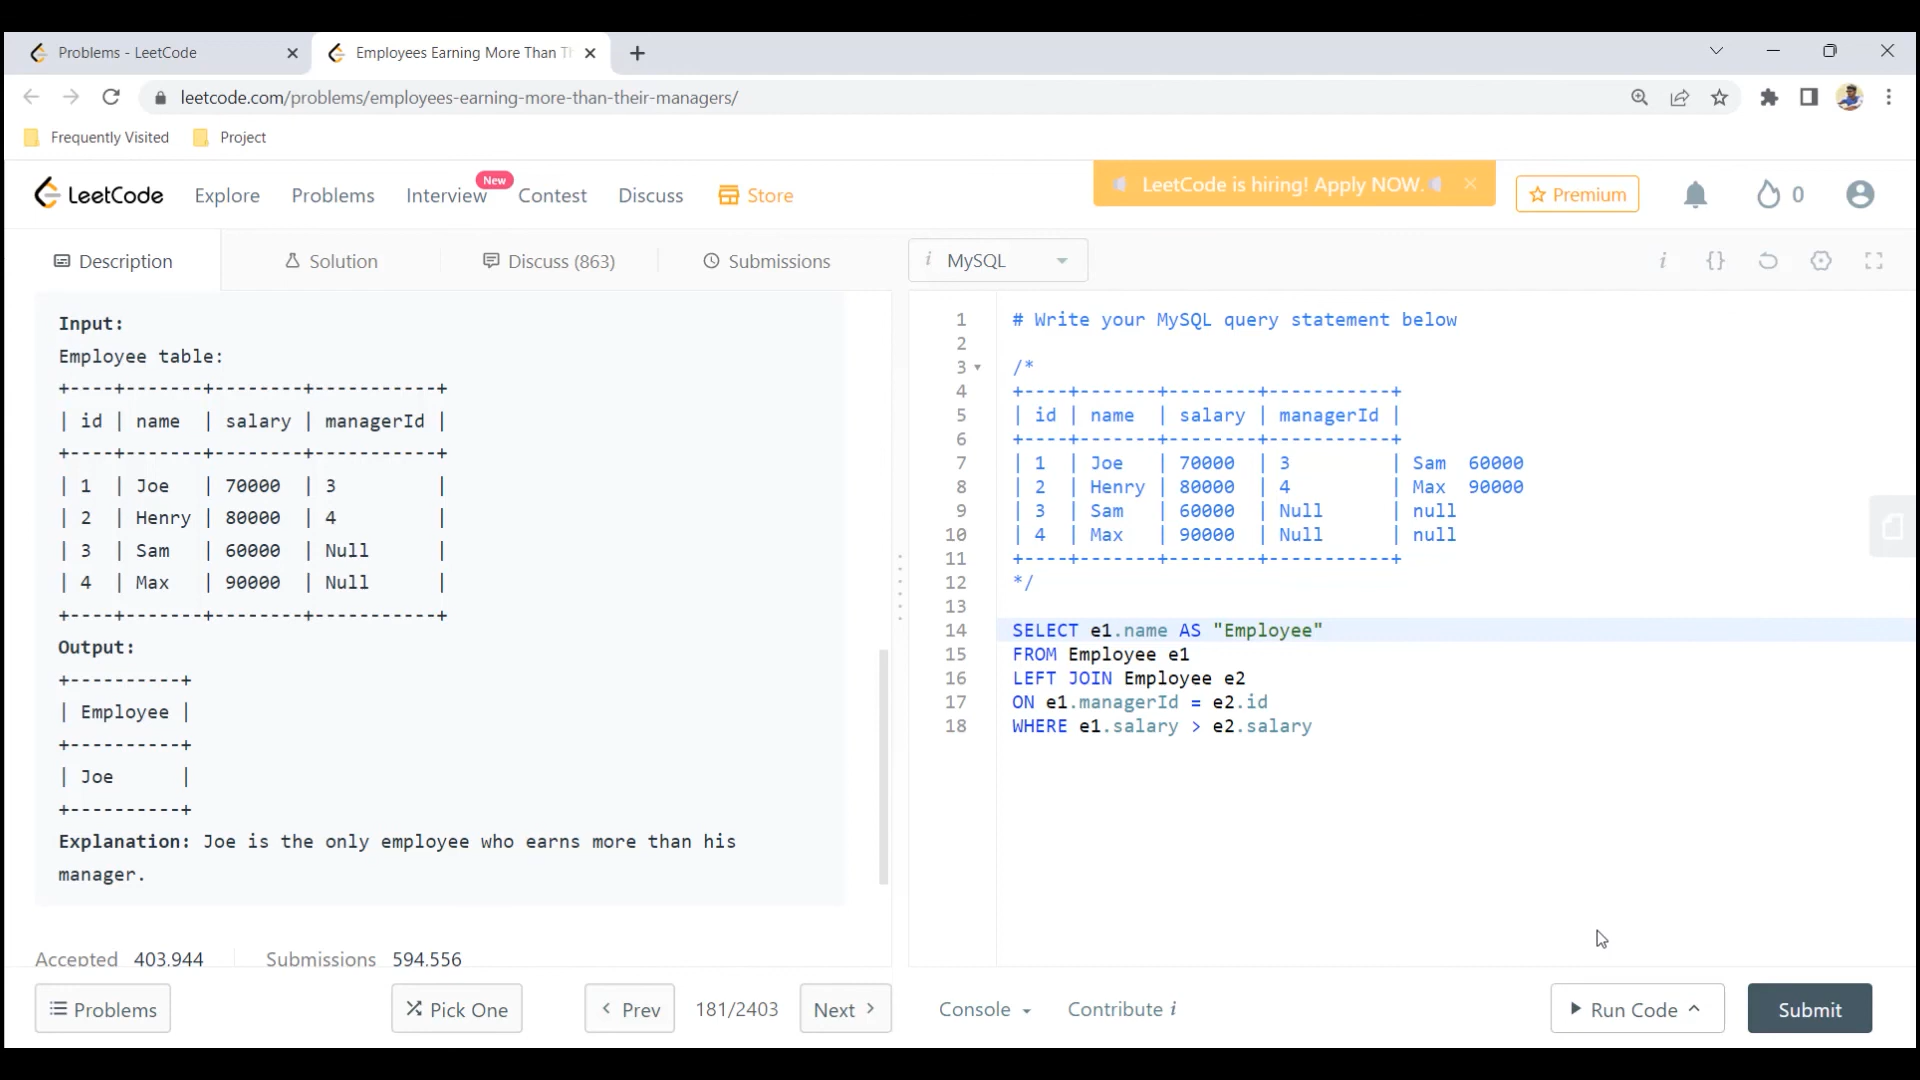 Problems - LeetCode
Employees Earning More Than Th
leetcode.com/problems/employees-earning-more-than-their-managers/
Frequently Visited
Project
LeetCode
Explore
Problems
Interview
New
Contest
Discuss
Store
LeetCode is hiring! Apply NOW.
Premium
0
Description
Solution
Discuss (863)
Submissions
i MySQL
i {}
Input:
Employee table:
+----+-------+--------+-----------+
| id | name  | salary | managerId |
+----+-------+--------+-----------+
| 1  | Joe   | 70000  | 3         |
| 2  | Henry | 80000  | 4         |
| 3  | Sam   | 60000  | Null      |
| 4  | Max   | 90000  | Null      |
+----+-------+--------+-----------+
Output:
+----------+
| Employee |
+----------+
| Joe      |
+----------+
Explanation: Joe is the only employee who earns more than his
manager.
Accepted 403,944
Submissions 594,556
1 # Write your MySQL query statement below
2
3 /*
4 +----+-------+--------+-----------+
5 | id | name  | salary | managerId |
6 +----+-------+--------+-----------+
7 | 1  | Joe   | 70000  | 3         | Sam  60000
8 | 2  | Henry | 80000  | 4         | Max  90000
9 | 3  | Sam   | 60000  | Null      | null
10 | 4  | Max   | 90000  | Null      | null
11 +----+-------+--------+-----------+
12 */
13
14 SELECT e1.name AS "Employee"
15 FROM Employee e1
16 LEFT JOIN Employee e2
17 ON e1.managerId = e2.id
18 WHERE e1.salary > e2.salary
Problems
Pick One
Prev
181/2403
Next
Console
Contribute i
Run Code
Submit